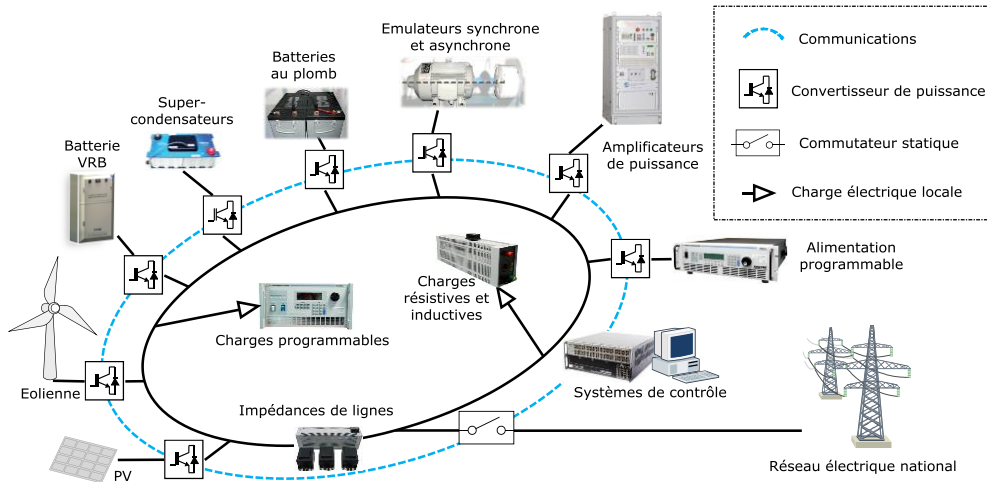 Emulateurs synchrone
et asynchrone
Batteries
au plomb
Super-
condensateurs
Batterie
VRB
Amplificateurs
de puissance
Communications
Convertisseur de puissance
Commutateur statique
Charge électrique locale
Alimentation
programmable
Charges
résistives et
inductives
Charges programmables
Eolienne
Systèmes de contrôle
Impédances de lignes
PV
Réseau électrique national